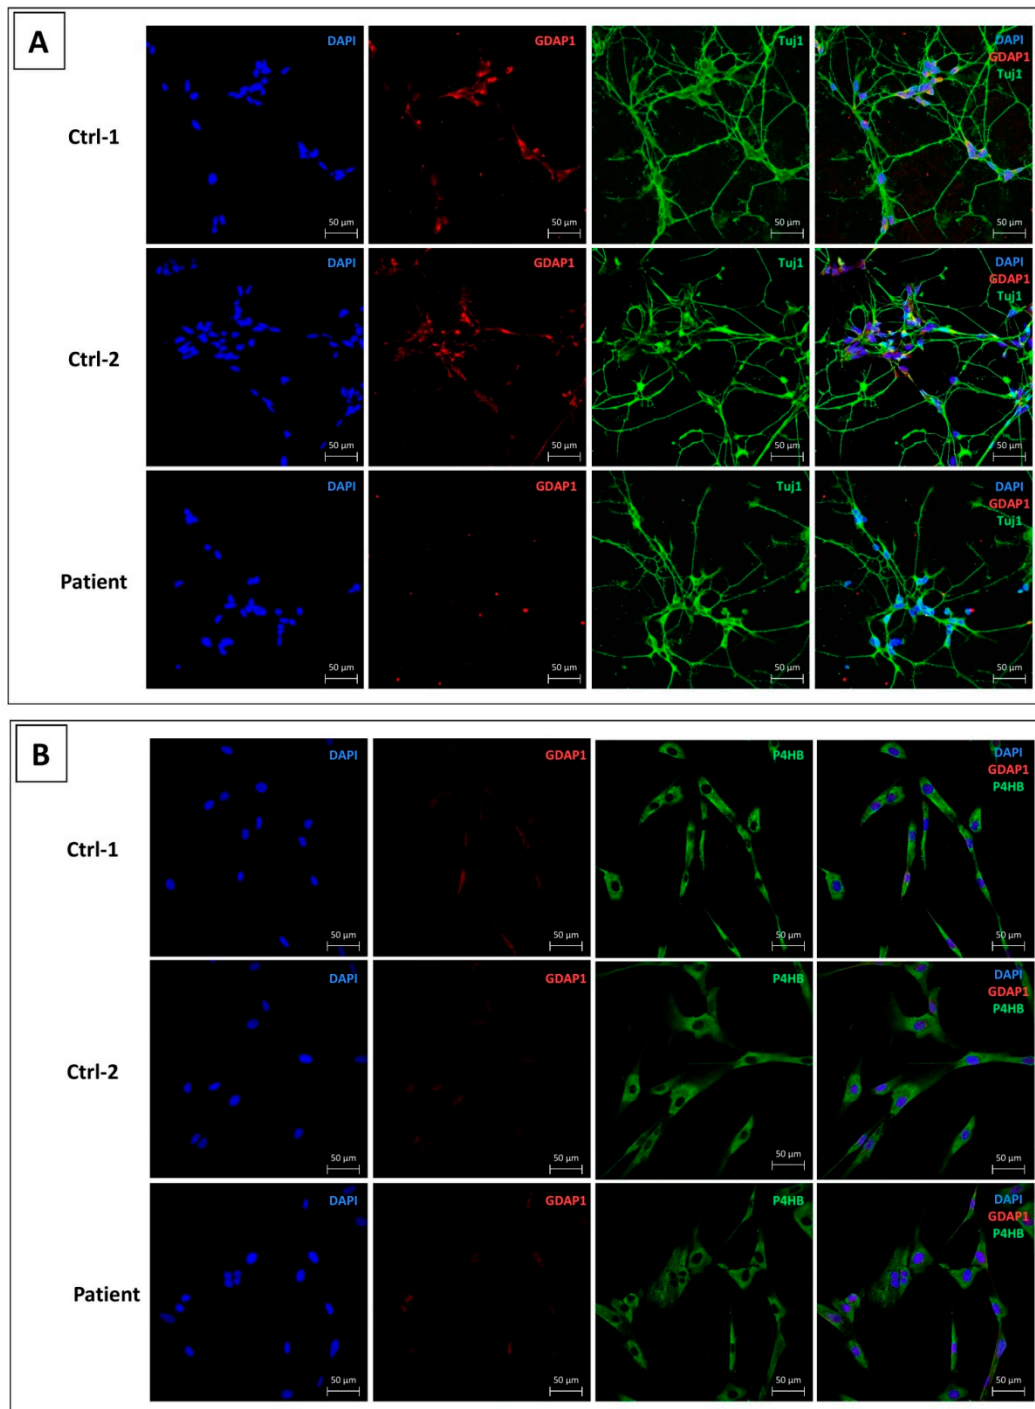 A
DAPI
GDAP1
Tuj1
DAPI
GDAP1
Tuj1
Ctrl-1
50 µm
50 µm
50 µm
50 µm
DAPI
GDAP1
Tuj1
DAPI
GDAP1
Tuj1
Ctrl-2
50 µm
50 µm
50 µm
50 µm
DAPI
GDAP1
Tuj1
DAPI
GDAP1
Tuj1
Patient
50 µm
50 µm
50 µm
50 µm
B
DAPI
GDAP1
P4HB
DAPI
GDAP1
P4HB
Ctrl-1
50 µm
50 µm
50 µm
50 µm
DAPI
GDAP1
P4HB
DAPI
GDAP1
P4HB
Ctrl-2
50 µm
50 µm
50 µm
50 µm
DAPI
GDAP1
P4HB
DAPI
GDAP1
P4HB
Patient
50 µm
50 µm
50 µm
50 µm